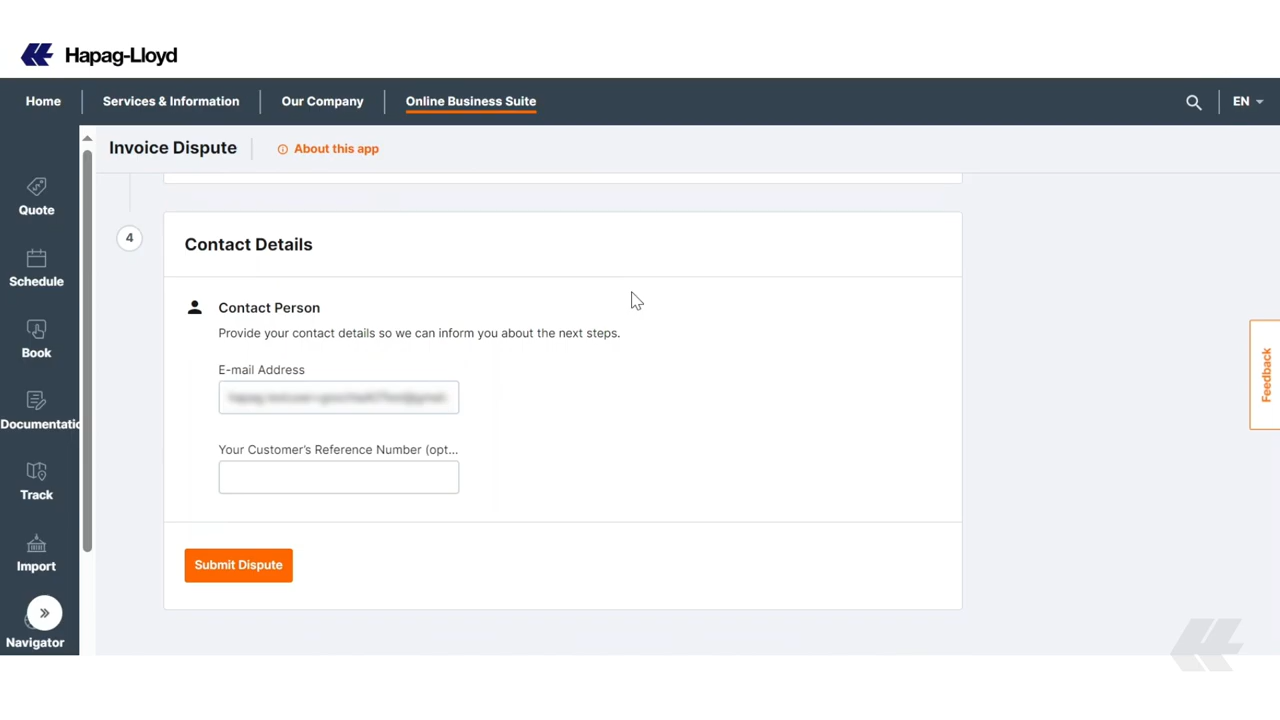 Hapag-Lloyd
Home
Services & Information
Our Company
Online Business Suite
EN
Invoice Dispute
About this app
Quote
Schedule
Book
Documentatic
Track
Import
Navigator
4
Contact Details
Contact Person
Provide your contact details so we can inform you about the next steps.
E-mail Address
Your Customer's Reference Number (opt...
Submit Dispute
Feedback